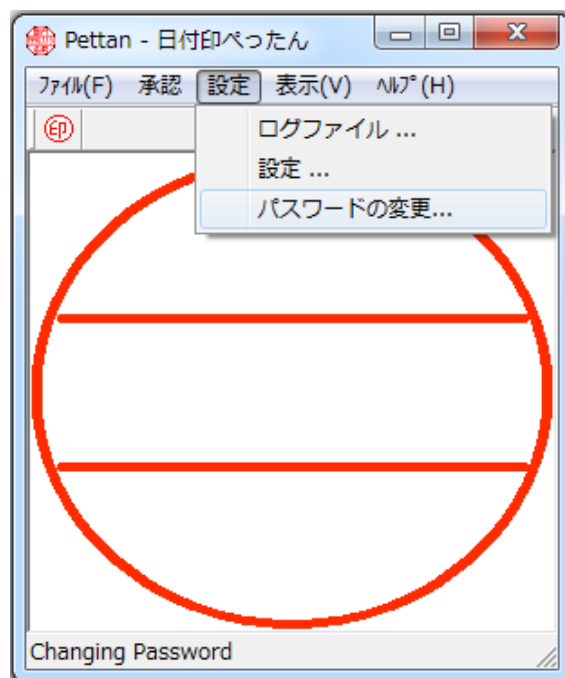 Pettan - 日付印ぺったん
ﾌｧｲﾙ(F) 承認 設定 表示(V) ﾍﾙﾌﾟ(H)
印
ログファイル ...
設定 ...
パスワードの変更...
Changing Password